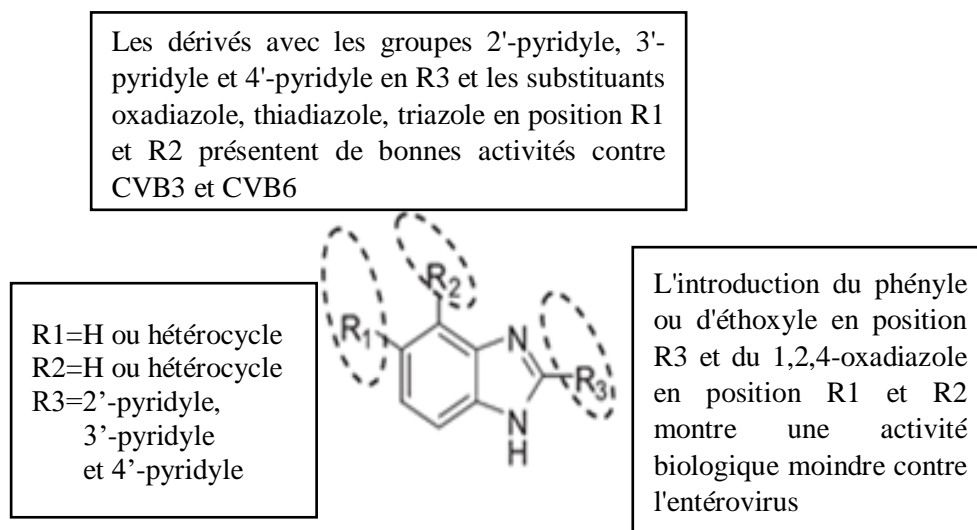 Les dérivés avec les groupes 2'-pyridyle, 3'-
pyridyle et 4'-pyridyle en R3 et les substituants
oxadiazole, thiadiazole, triazole en position R1
et R2 présentent de bonnes activités contre
CVB3 et CVB6
R1=H ou hétérocycle
R2=H ou hétérocycle
R3=2’-pyridyle,
3’-pyridyle
et 4’-pyridyle
R2
R1
N
R3
N
H
L'introduction du phényle
ou d'éthoxyle en position
R3 et du 1,2,4-oxadiazole
en position R1 et R2
montre une activité
biologique moindre contre
l'entérovirus